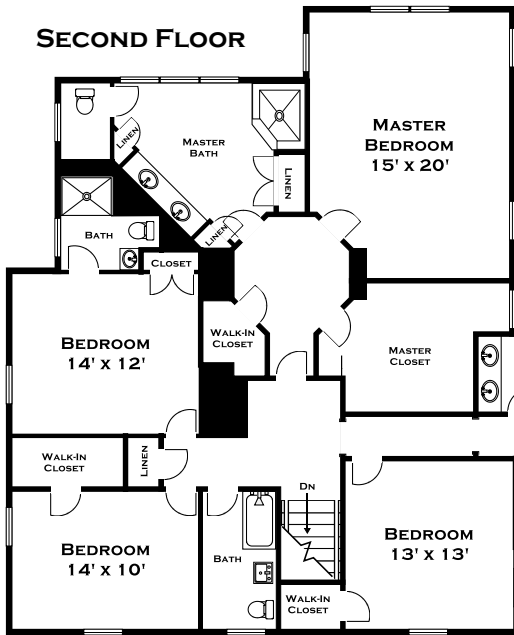 Second Floor
Master
Bedroom
15' x 20'
Linen
Master
Bath
Linen
Bath
Linen
Closet
Bedroom
14' x 12'
Walk-In
Closet
Master
Closet
Walk-In
Closet
Linen
Dn
Bedroom
14' x 10'
Bath
Bedroom
13' x 13'
Walk-In
Closet